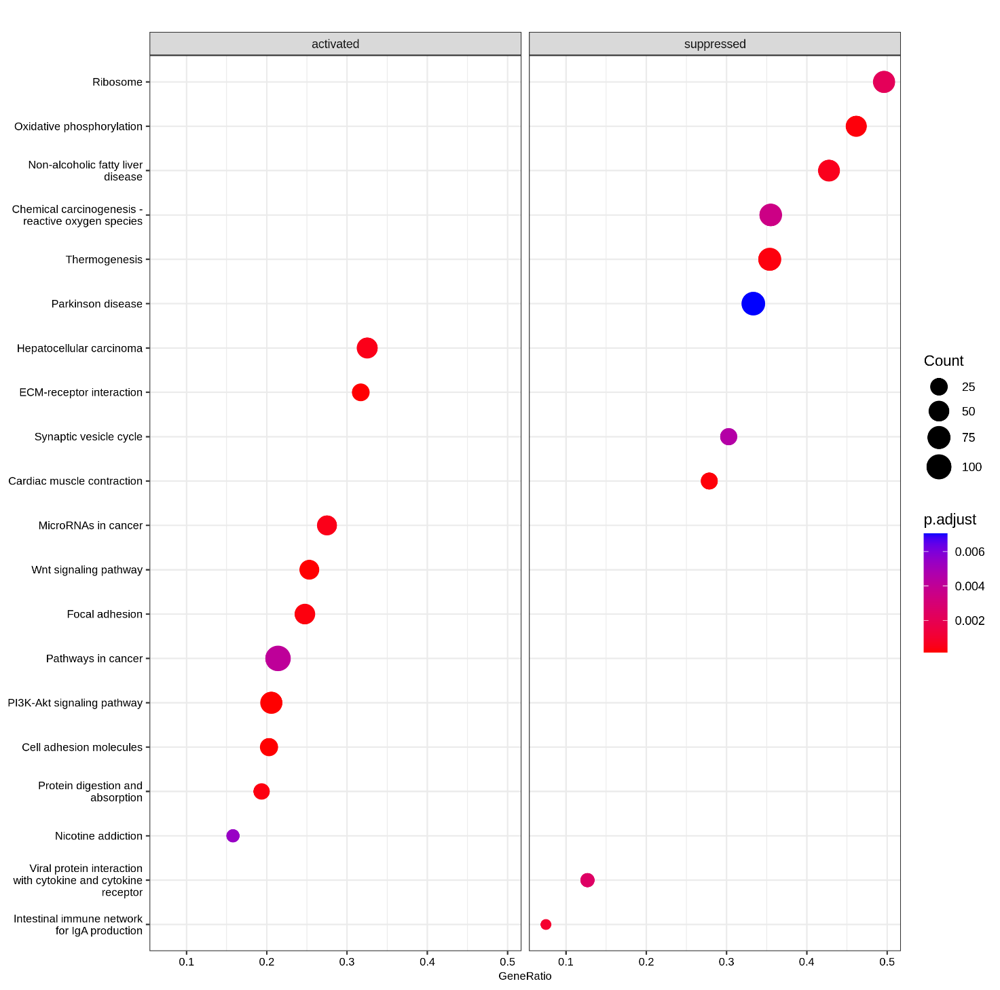 activated
suppressed
Ribosome
Oxidative phosphorylation
Non-alcoholic fatty liver
disease
Chemical carcinogenesis -
reactive oxygen species
Thermogenesis
Parkinson disease
Hepatocellular carcinoma
ECM-receptor interaction
Synaptic vesicle cycle
Cardiac muscle contraction
MicroRNAs in cancer
Wnt signaling pathway
Focal adhesion
Pathways in cancer
PI3K-Akt signaling pathway
Cell adhesion molecules
Protein digestion and
absorption
Nicotine addiction
Viral protein interaction
with cytokine and cytokine
receptor
Intestinal immune network
for IgA production
0.1 0.2 0.3 0.4 0.5
0.1 0.2 0.3 0.4 0.5
GeneRatio
Count
25
50
75
100
p.adjust
0.006
0.004
0.002